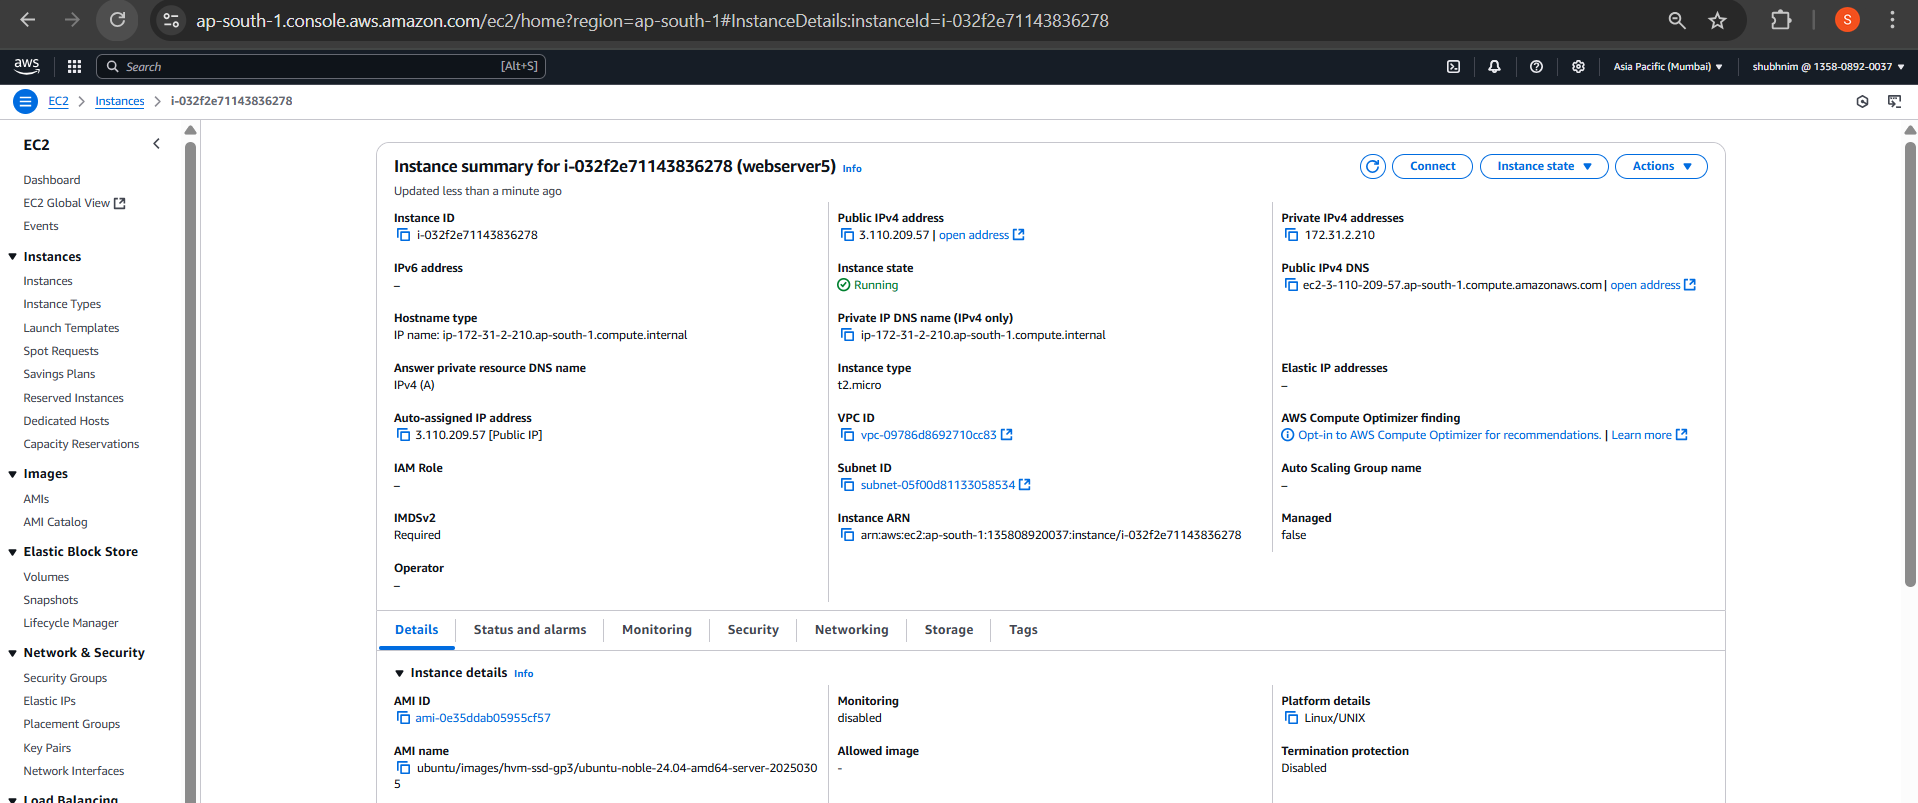 ap-south-1.console.aws.amazon.com/ec2/home?region=ap-south-1#InstanceDetails:instanceId=i-032f2e71143836278
S
aws
Search
[Alt+S]
Asia Pacific (Mumbai)
shubhnim @ 1358-0892-0037
EC2 > Instances > i-032f2e71143836278
EC2
Dashboard
EC2 Global View
Events
Instances
Instances
Instance Types
Launch Templates
Spot Requests
Savings Plans
Reserved Instances
Dedicated Hosts
Capacity Reservations
Images
AMIs
AMI Catalog
Elastic Block Store
Volumes
Snapshots
Lifecycle Manager
Network & Security
Security Groups
Elastic IPs
Placement Groups
Key Pairs
Network Interfaces
Load Balancing
Instance summary for i-032f2e71143836278 (webserver5) Info
Updated less than a minute ago
Connect
Instance state
Actions
Instance ID
i-032f2e71143836278
Public IPv4 address
3.110.209.57 | open address
Private IPv4 addresses
172.31.2.210
IPv6 address
–
Instance state
Running
Public IPv4 DNS
ec2-3-110-209-57.ap-south-1.compute.amazonaws.com | open address
Hostname type
IP name: ip-172-31-2-210.ap-south-1.compute.internal
Private IP DNS name (IPv4 only)
ip-172-31-2-210.ap-south-1.compute.internal
Answer private resource DNS name
IPv4 (A)
Instance type
t2.micro
Elastic IP addresses
–
Auto-assigned IP address
3.110.209.57 [Public IP]
VPC ID
vpc-09786d8692710cc83
AWS Compute Optimizer finding
Opt-in to AWS Compute Optimizer for recommendations. | Learn more
IAM Role
–
Subnet ID
subnet-05f00d81133058534
Auto Scaling Group name
–
IMDSv2
Required
Instance ARN
arn:aws:ec2:ap-south-1:135808920037:instance/i-032f2e71143836278
Managed
false
Operator
–
Details
Status and alarms
Monitoring
Security
Networking
Storage
Tags
Instance details Info
AMI ID
ami-0e35ddab05955cf57
Monitoring
disabled
Platform details
Linux/UNIX
AMI name
ubuntu/images/hvm-ssd-gp3/ubuntu-noble-24.04-amd64-server-2025030
5
Allowed image
-
Termination protection
Disabled